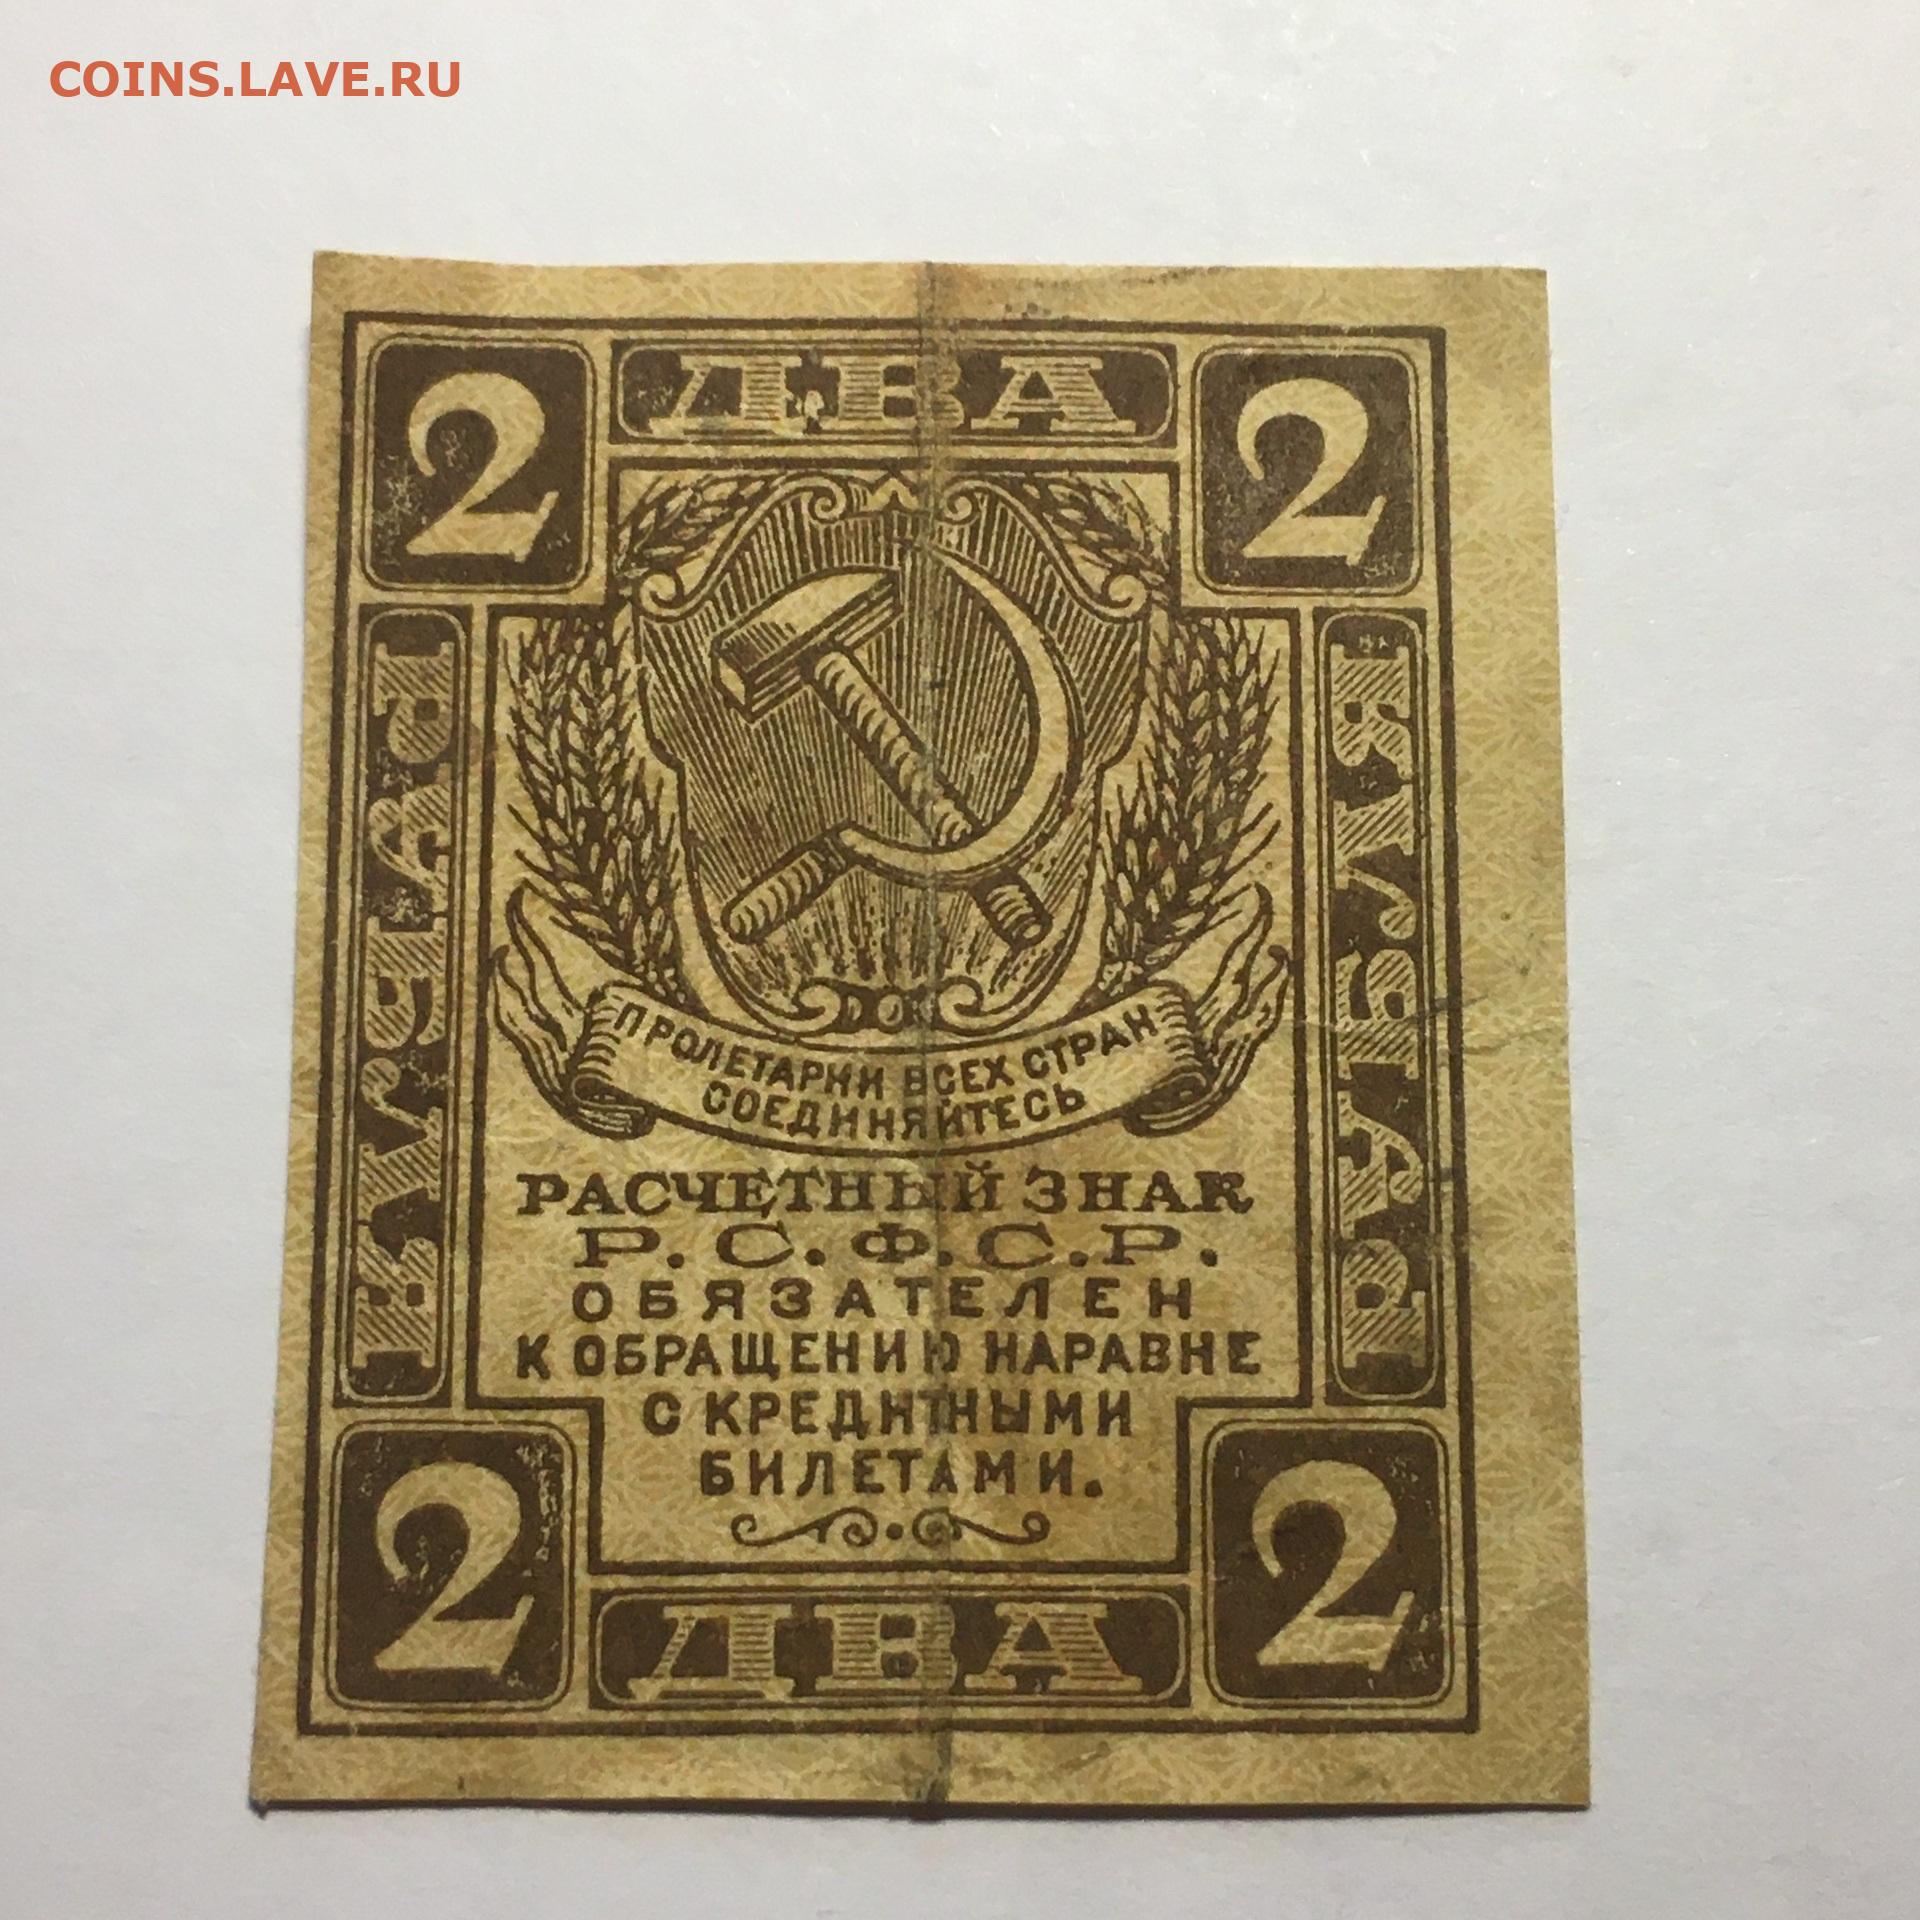 COINS.LAVE.RU
2 ДВА 2
РУБЛЯ
РУБЛЯ
ПРОЛЕТАРИИ ВСЕХ СТРАН
СОЕДИНЯЙТЕСЬ
РАСЧЕТНЫЙ ЗНАК
Р. С. Ф. С. Р.
ОБЯЗАТЕЛЕН
К ОБРАЩЕНИЮ НАРАВНЕ
С КРЕДИТНЫМИ
БИЛЕТАМИ.
2 ДВА 2